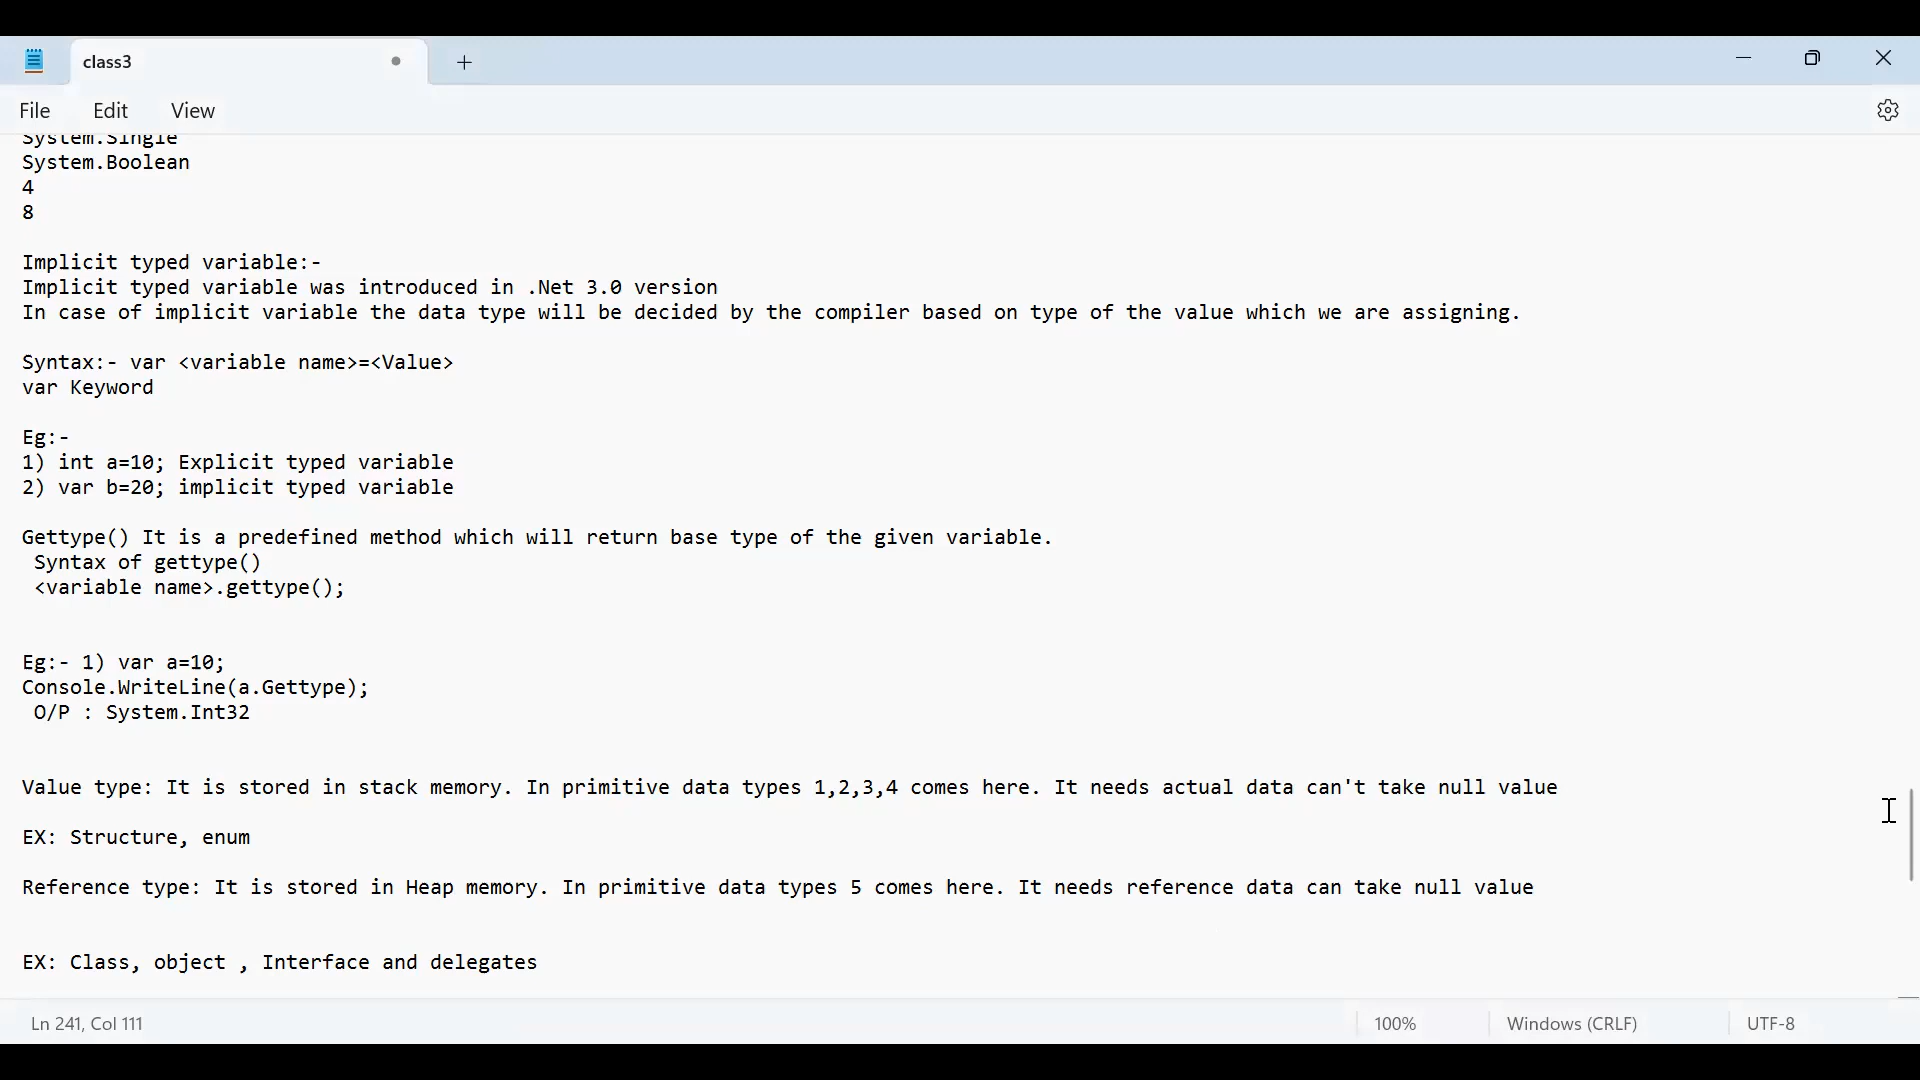 class3
File Edit View
System.Single
System.Boolean
4
8
Implicit typed variable:-
Implicit typed variable was introduced in .Net 3.0 version
In case of implicit variable the data type will be decided by the compiler based on type of the value which we are assigning.
Syntax:- var <variable name>=<Value>
var Keyword
Eg:-
1) int a=10; Explicit typed variable
2) var b=20; implicit typed variable
Gettype() It is a predefined method which will return base type of the given variable.
Syntax of gettype()
<variable name>.gettype();
Eg:- 1) var a=10;
Console.WriteLine(a.Gettype);
O/P : System.Int32
Value type: It is stored in stack memory. In primitive data types 1,2,3,4 comes here. It needs actual data can't take null value
EX: Structure, enum
Reference type: It is stored in Heap memory. In primitive data types 5 comes here. It needs reference data can take null value
EX: Class, object , Interface and delegates
Ln 241, Col 111 100% Windows (CRLF) UTF-8